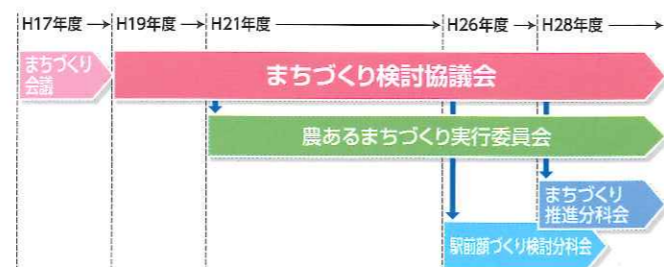 H17年度 H19年度 H21年度 H26年度 H28年度
まちづくり
会議
まちづくり検討協議会
農あるまちづくり実行委員会
まちづくり
推進分科会
駅前顔づくり検討分科会